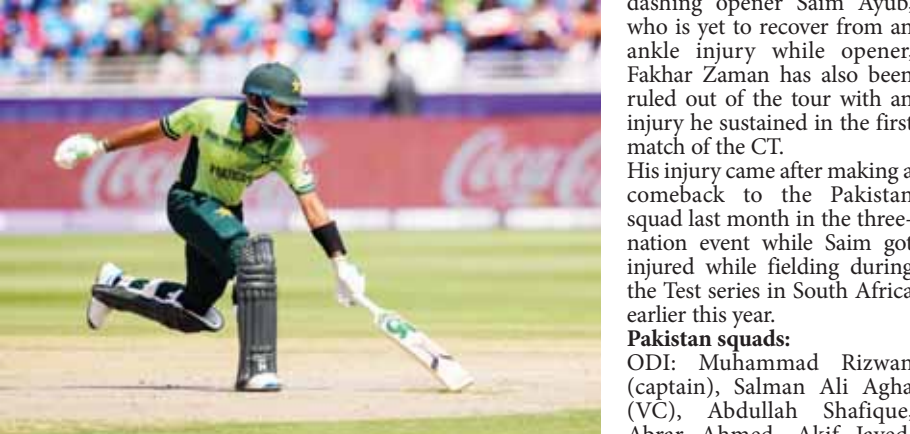 PAKISTAN
Coca-Cola
dashing opener Saim Ayub,
who is yet to recover from an
ankle injury while opener,
Fakhar Zaman has also been
ruled out of the tour with an
injury he sustained in the first
match of the CT.
His injury came after making a
comeback to the Pakistan
squad last month in the three-
nation event while Saim got
injured while fielding during
the Test series in South Africa
earlier this year.
Pakistan squads:
ODI: Muhammad Rizwan
(captain), Salman Ali Agha
(VC), Abdullah Shafique,
Abrar Ahmed, Akif Javed,